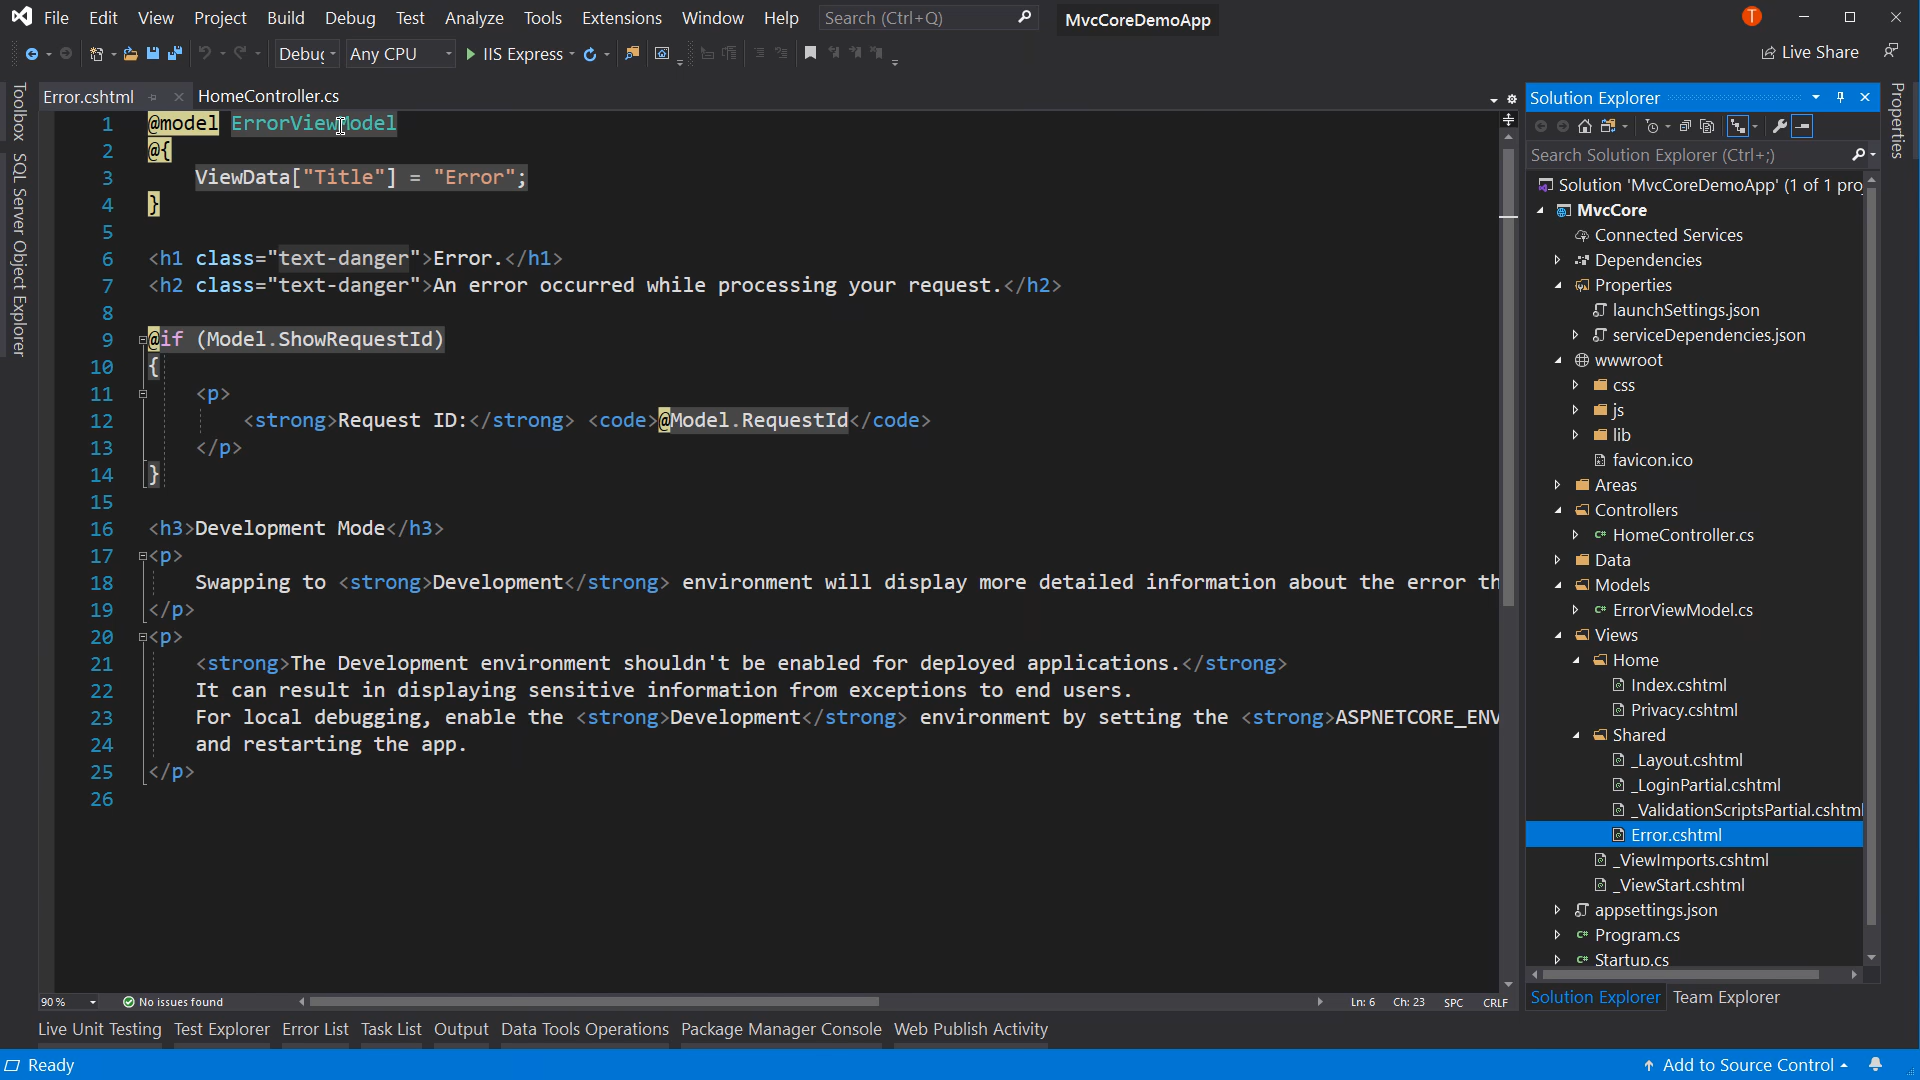 File Edit View Project Build Debug Test Analyze Tools Extensions Window Help Search (Ctrl+Q) MvcCoreDemoApp T
Debug Any CPU IIS Express Live Share
Toolbox
SQL Server Object Explorer
Error.cshtml HomeController.cs
1 @model ErrorViewModel
2 @{
3 ViewData["Title"] = "Error";
4 }
5
6 <h1 class="text-danger">Error.</h1>
7 <h2 class="text-danger">An error occurred while processing your request.</h2>
8
9 @if (Model.ShowRequestId)
10 {
11 <p>
12 <strong>Request ID:</strong> <code>@Model.RequestId</code>
13 </p>
14 }
15
16 <h3>Development Mode</h3>
17 <p>
18 Swapping to <strong>Development</strong> environment will display more detailed information about the error th
19 </p>
20 <p>
21 <strong>The Development environment shouldn't be enabled for deployed applications.</strong>
22 It can result in displaying sensitive information from exceptions to end users.
23 For local debugging, enable the <strong>Development</strong> environment by setting the <strong>ASPNETCORE_ENV
24 and restarting the app.
25 </p>
26
90 % No issues found Ln: 6 Ch: 23 SPC CRLF
Solution Explorer
Search Solution Explorer (Ctrl+;)
Solution 'MvcCoreDemoApp' (1 of 1 pro
MvcCore
Connected Services
Dependencies
Properties
launchSettings.json
serviceDependencies.json
wwwroot
css
js
lib
favicon.ico
Areas
Controllers
HomeController.cs
Data
Models
ErrorViewModel.cs
Views
Home
Index.cshtml
Privacy.cshtml
Shared
_Layout.cshtml
_LoginPartial.cshtml
_ValidationScriptsPartial.cshtml
Error.cshtml
_ViewImports.cshtml
_ViewStart.cshtml
appsettings.json
Program.cs
Startup.cs
Solution Explorer Team Explorer
Properties
Live Unit Testing Test Explorer Error List Task List Output Data Tools Operations Package Manager Console Web Publish Activity
Ready Add to Source Control